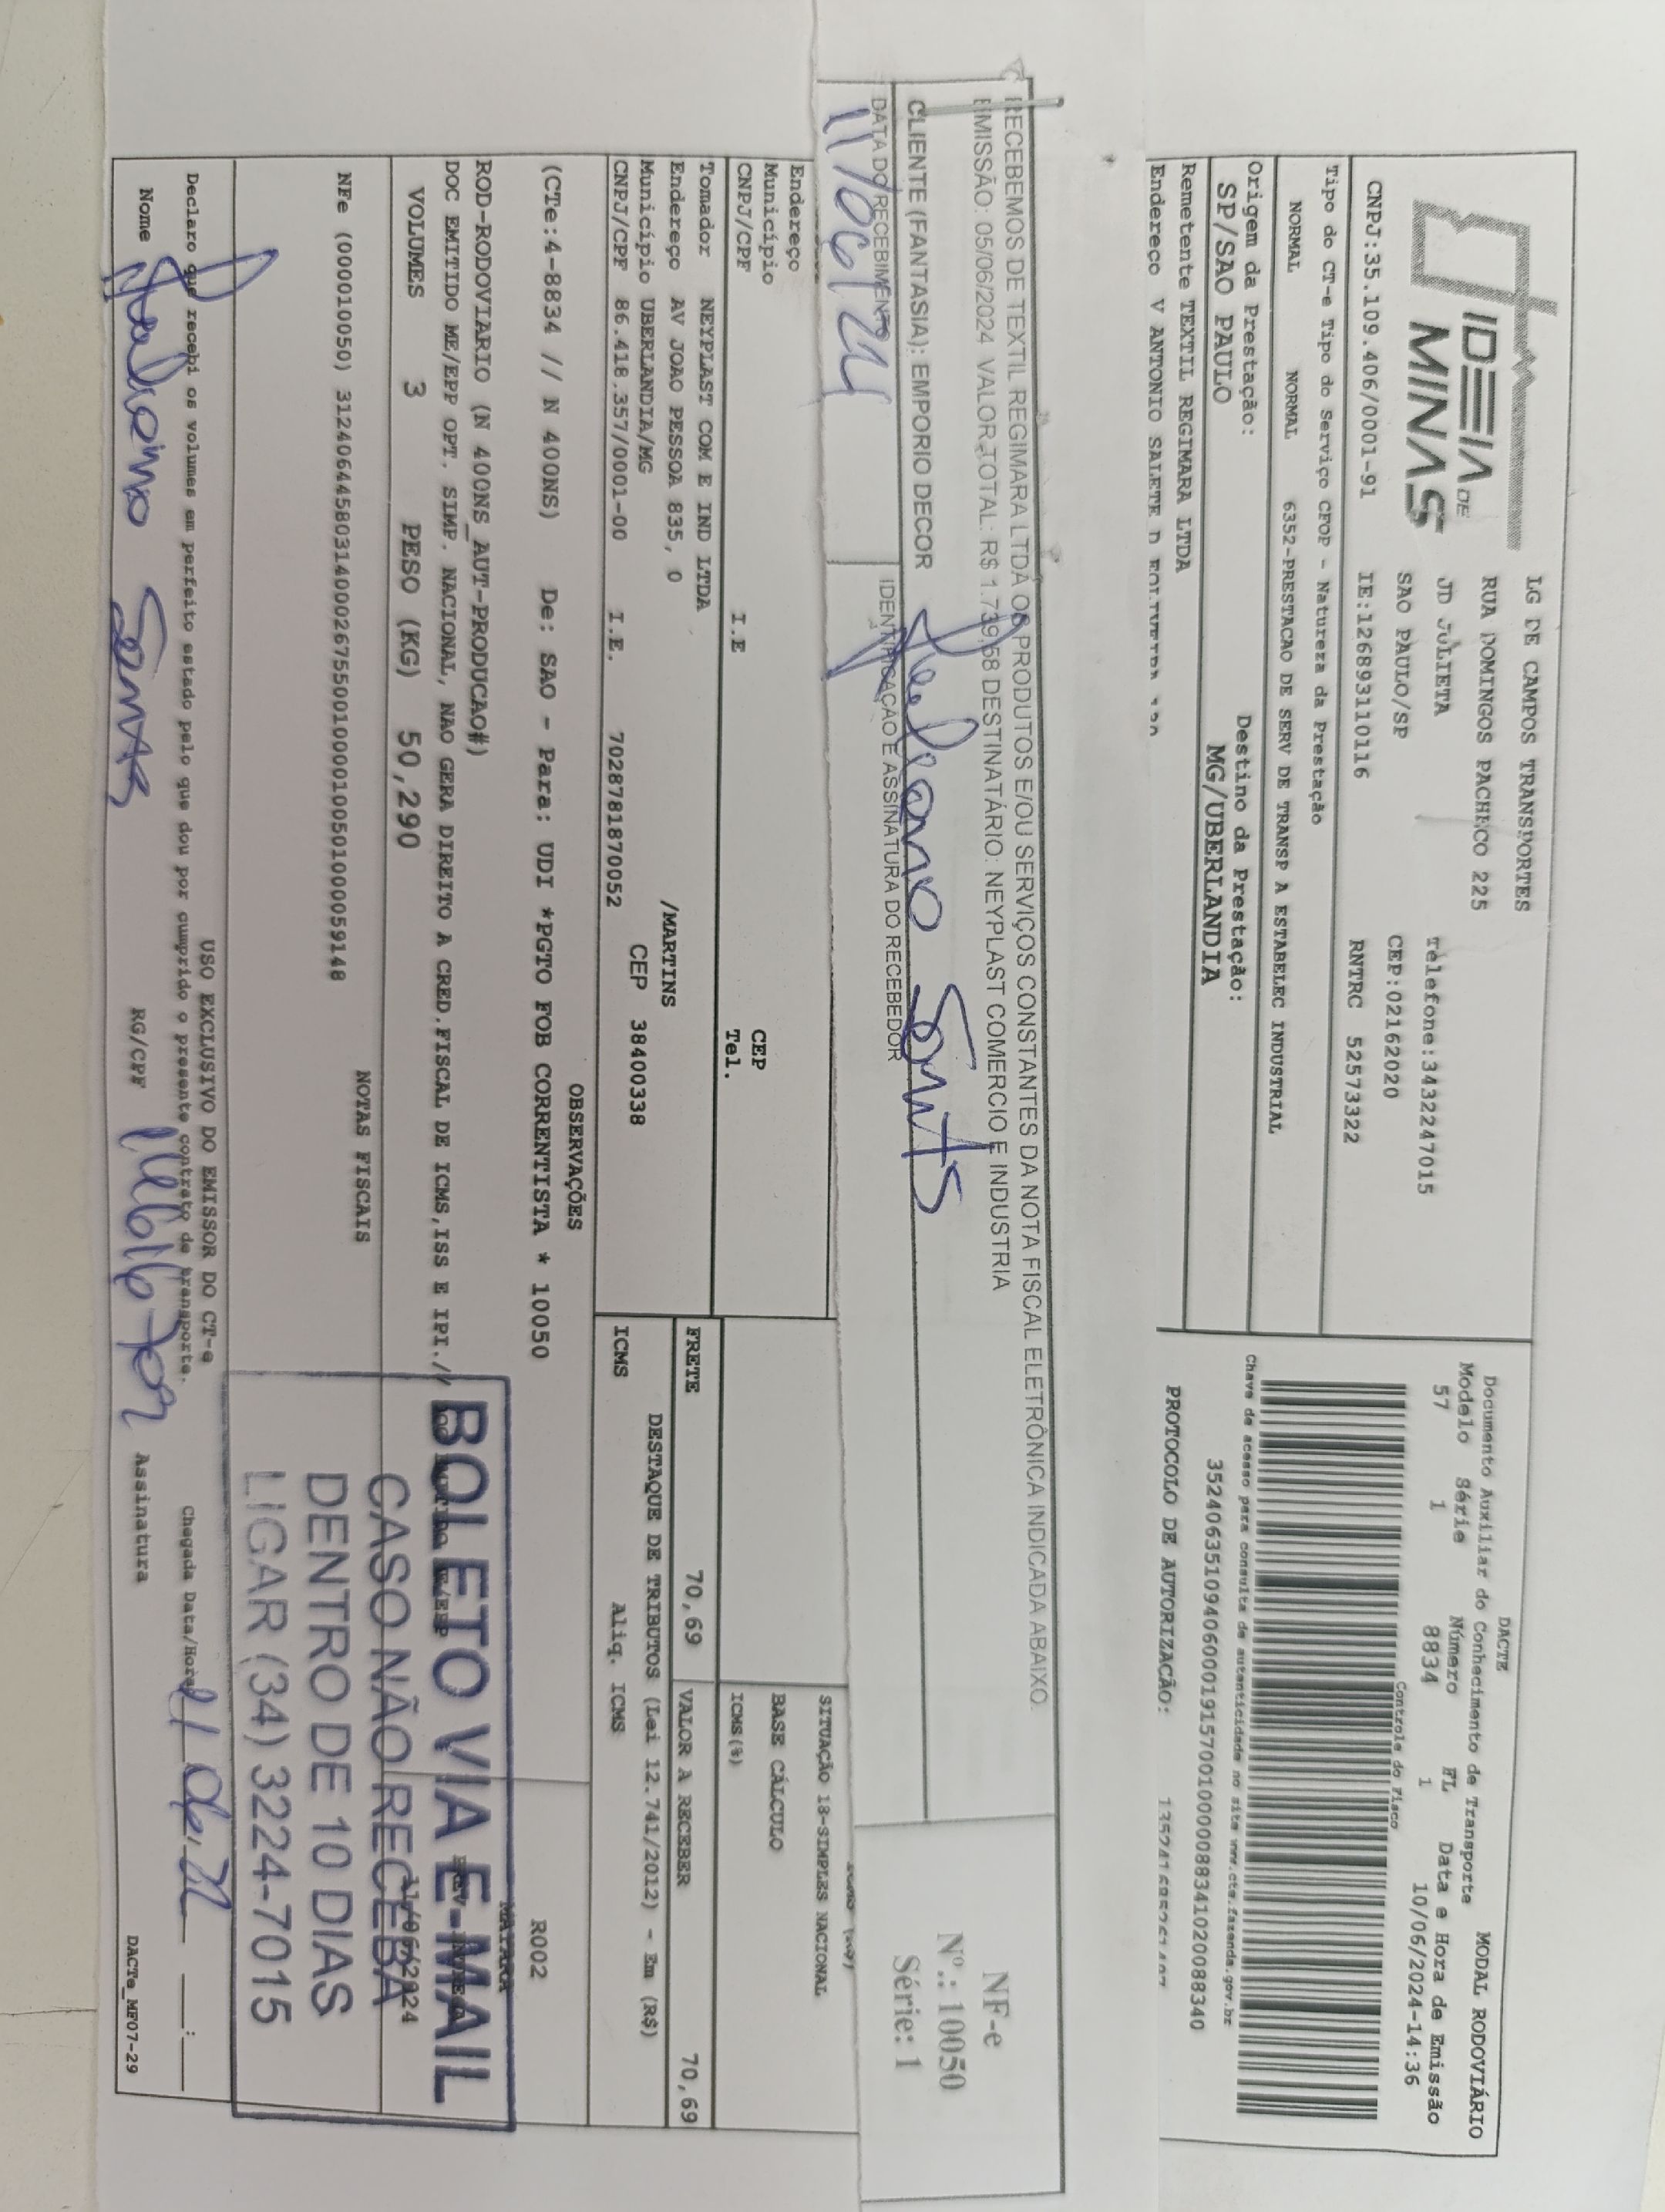 IDEIA DE
MINAS
LG DE CAMPOS TRANSPORTES
RUA DOMINGOS PACHECO 225
JD JULIETA
Telefone:3432247015
SAO PAULO/SP
CEP:02162020
CNPJ:35.109.406/0001-91
IE:126893110116
RNTRC 52573322
DACTE
MODAL RODOVIÁRIO
Documento Auxiliar do Conhecimento de Transporte
Modelo Série Número FL Data e Hora de Emissão
57 1 8834 1 10/06/2024-14:36
Controle do Fisco
Tipo do CT-e Tipo do Serviço CFOP - Natureza da Prestação
NORMAL NORMAL 6352-PRESTACAO DE SERV DE TRANSP A ESTABELEC INDUSTRIAL
Chave de acesso para consulta de autenticidade no site www.cte.fazenda.gov.br
35240635109406000191570010000088341020088340
Origem da Prestação: Destino da Prestação:
SP/SAO PAULO MG/UBERLANDIA
PROTOCOLO DE AUTORIZAÇÃO:
Remetente TEXTIL REGIMARA LTDA
Endereço V ANTONIO SALETE
RECEBEMOS DE TEXTIL REGIMARA LTDA OS PRODUTOS E/OU SERVIÇOS CONSTANTES DA NOTA FISCAL ELETRÔNICA INDICADA ABAIXO.
EMISSÃO: 05/06/2024 VALOR TOTAL: R$ 1.739,58 DESTINATÁRIO: NEYPLAST COMERCIO E INDUSTRIA
CLIENTE (FANTASIA): EMPORIO DECOR
DATA DO RECEBIMENTO
11/06/24
IDENTIFICAÇÃO E ASSINATURA DO RECEBEDOR
NF-e
Nº.: 10050
Série: 1
Endereço
Município CEP
CNPJ/CPF I.E Tel.
SITUAÇÃO 18-SIMPLES NACIONAL
BASE CÁLCULO
ICMS(%)
Tomador NEYPLAST COM E IND LTDA
Endereço AV JOAO PESSOA 835, 0 /MARTINS
Município UBERLANDIA/MG CEP 38400338
CNPJ/CPF 86.418.357/0001-00 I.E. 7028781870052
FRETE 70,69 VALOR A RECEBER 70,69
DESTAQUE DE TRIBUTOS (Lei 12.741/2012) - Em (R$)
ICMS Aliq. ICMS
OBSERVAÇÕES
(CTe:4-8834 // N 400NS) De: SAO - Para: UDI *PGTO FOB CORRENTISTA * 10050
R002
ROD-RODOVIARIO (N 400NS_AUT-PRODUCAO#)
DOC EMITIDO ME/EPP OPT. SIMP. NACIONAL, NAO GERA DIREITO A CRED.FISCAL DE ICMS,ISS E IPI.//
VOLUMES 3 PESO (KG) 50,290
11/06/2024
BOLETO VIA E-MAIL
CASO NÃO RECEBA
DENTRO DE 10 DIAS
LIGAR (34) 3224-7015
NOTAS FISCAIS
NFe (000010050) 31240644580314000267550010000100501000059148
USO EXCLUSIVO DO EMISSOR DO CT-e
Declaro que recebi os volumes em perfeito estado pelo que dou por cumprido o presente contrato de transporte.
Chegada Data/Hora
Nome
RG/CPF
Assinatura
DACTe_MF07-29